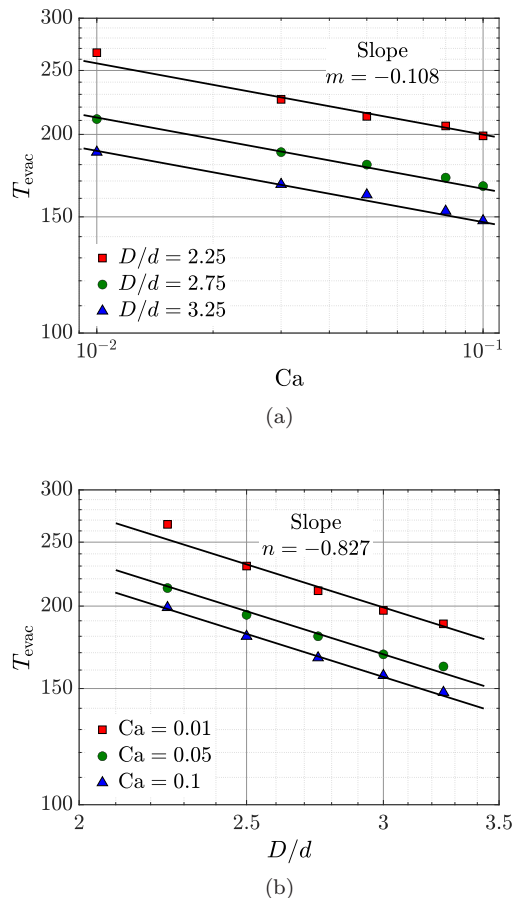 300
250
200
150
100
T_evac
Slope
m = −0.108
D/d = 2.25
D/d = 2.75
D/d = 3.25
10^−2
10^−1
Ca
(a)
300
250
200
150
100
T_evac
Slope
n = −0.827
Ca = 0.01
Ca = 0.05
Ca = 0.1
2
2.5
3
3.5
D/d
(b)